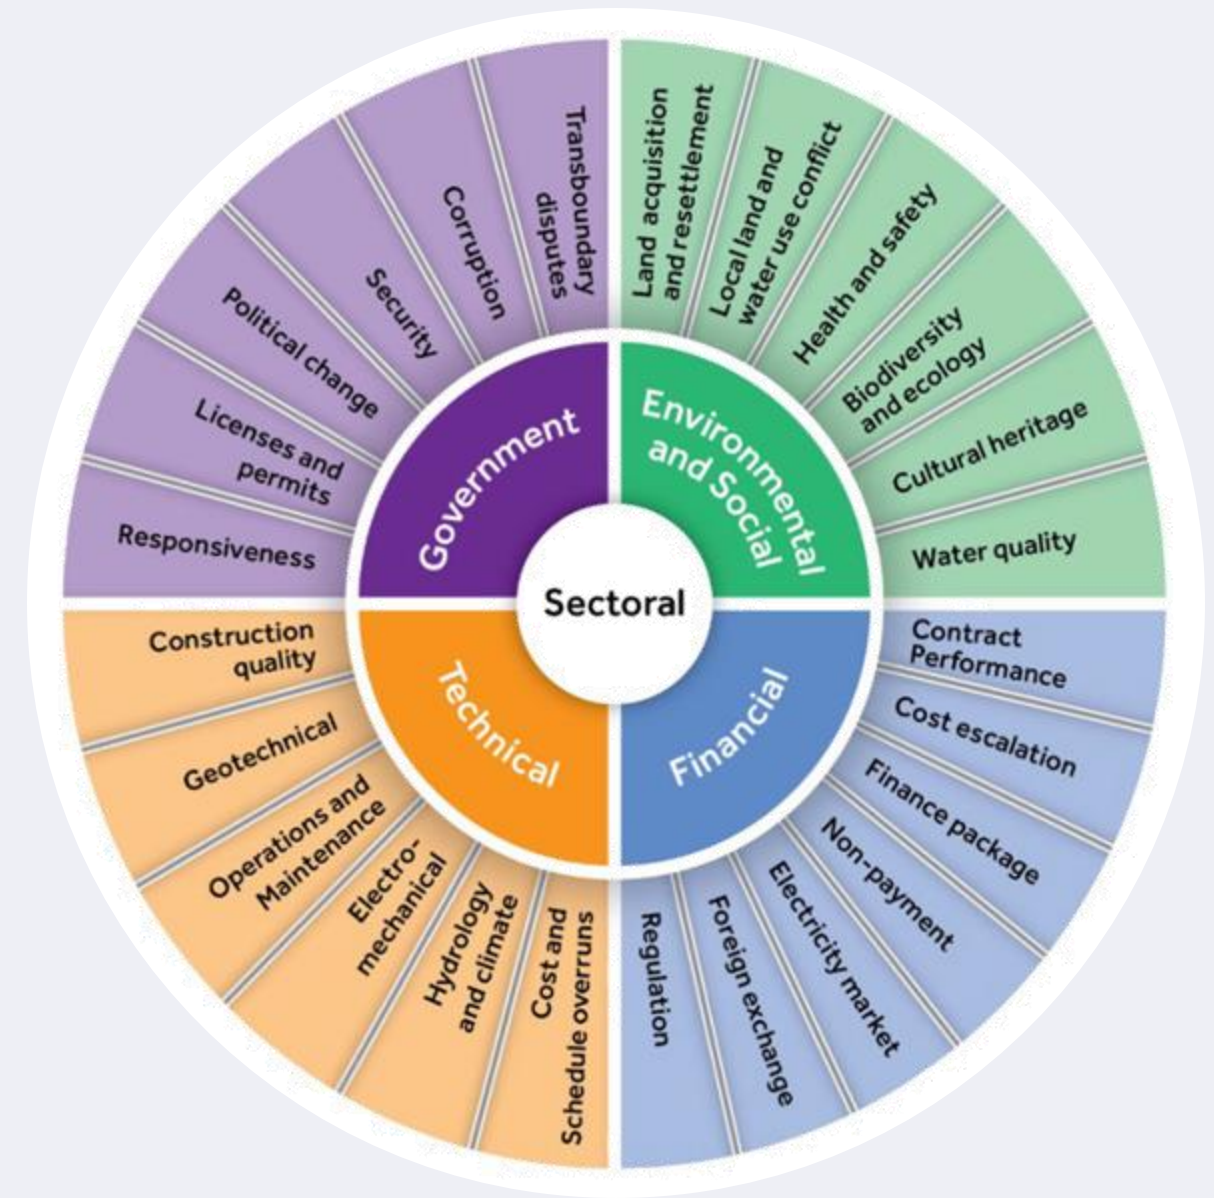 Sectoral
Government
Transboundary
disputes
Corruption
Security
Political change
Licenses and
permits
Responsiveness
Environmental
and Social
Land acquisition
and resettlement
Local land and
water use conflict
Health and safety
Biodiversity
and ecology
Cultural heritage
Water quality
Financial
Contract
Performance
Cost escalation
Finance package
Non-payment
Electricity market
Foreign exchange
Regulation
Technical
Construction
quality
Geotechnical
Operations and
Maintenance
Electro-
mechanical
Hydrology
and climate
Cost and
Schedule overruns